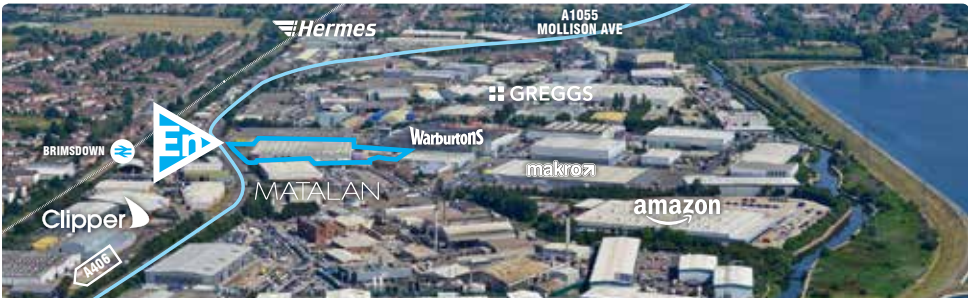 Hermes
A1055
MOLLISON AVE
GREGGS
En
BRIMSDOWN
Warburtons
makro
MATALAN
amazon
Clipper
A406